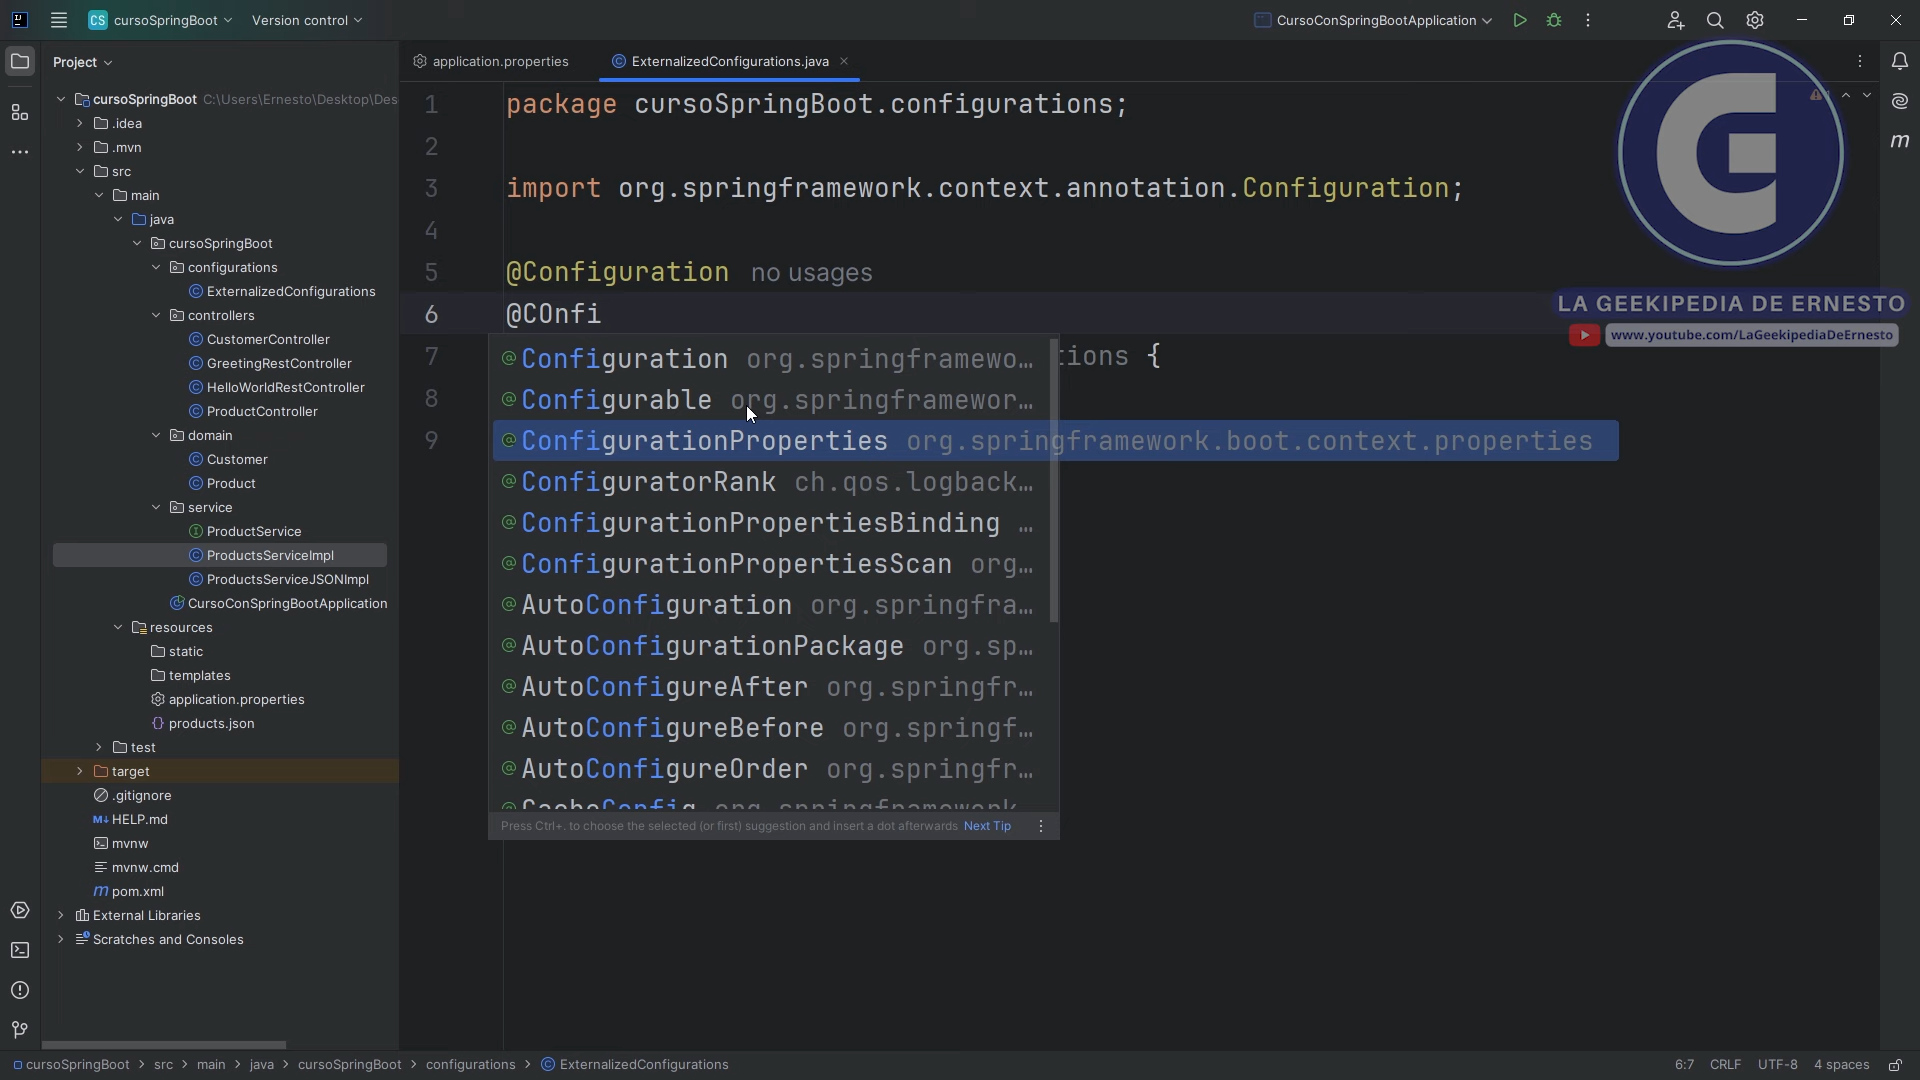 CS cursoSpringBoot
Version control
CursoConSpringBootApplication
Project
application.properties
ExternalizedConfigurations.java
cursoSpringBoot C:\Users\Ernesto\Desktop\Des
.idea
.mvn
src
main
java
cursoSpringBoot
configurations
ExternalizedConfigurations
controllers
CustomerController
GreetingRestController
HelloWorldRestController
ProductController
domain
Customer
Product
service
ProductService
ProductsServiceImpl
ProductsServiceJSONImpl
CursoConSpringBootApplication
resources
static
templates
application.properties
products.json
test
target
.gitignore
HELP.md
mvnw
mvnw.cmd
pom.xml
External Libraries
Scratches and Consoles
1 package cursoSpringBoot.configurations;
2
3 import org.springframework.context.annotation.Configuration;
4
5 @Configuration no usages
6 @COnfi
7 tions {
8
9
Configuration org.springframewo…
Configurable org.springframewor…
ConfigurationProperties org.springframework.boot.context.properties
ConfiguratorRank ch.qos.logback…
ConfigurationPropertiesBinding …
ConfigurationPropertiesScan org…
AutoConfiguration org.springfra…
AutoConfigurationPackage org.sp…
AutoConfigureAfter org.springfr…
AutoConfigureBefore org.springf…
AutoConfigureOrder org.springfr…
CacheConfig org.springframework
Press Ctrl+. to choose the selected (or first) suggestion and insert a dot afterwards Next Tip
LA GEEKIPEDIA DE ERNESTO
www.youtube.com/LaGeekipediaDeErnesto
cursoSpringBoot > src > main > java > cursoSpringBoot > configurations > ExternalizedConfigurations
6:7 CRLF UTF-8 4 spaces